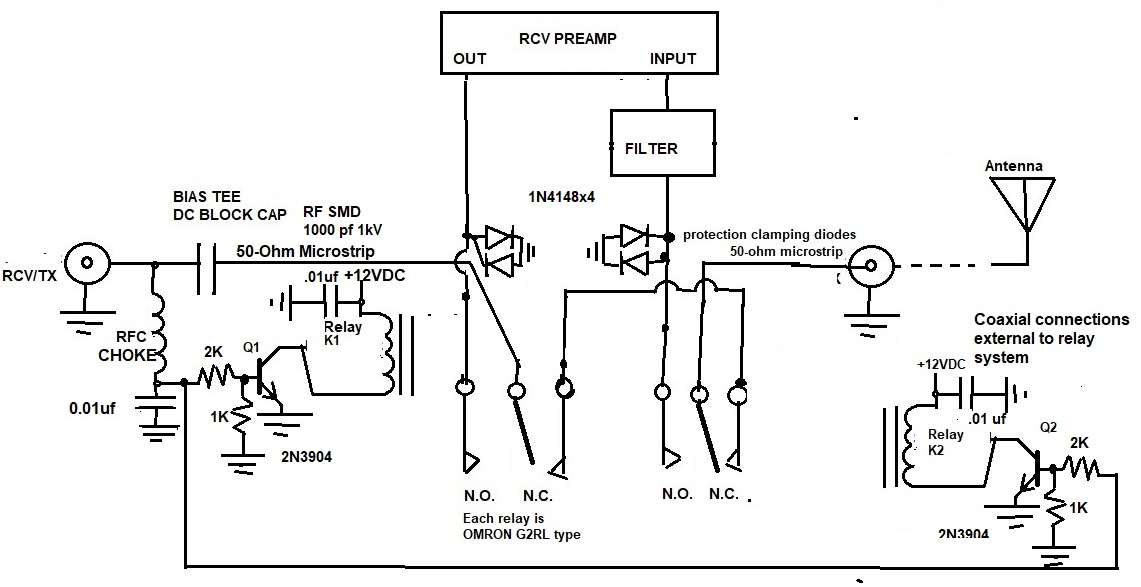 RCV PREAMP
OUT
INPUT
FILTER
Antenna
1N4148x4
BIAS TEE
DC BLOCK CAP
RF SMD
1000 pf 1kV
protection clamping diodes
50-ohm microstrip
50-Ohm Microstrip
RCV/TX
.01uf
+12VDC
Relay
K1
RFC
CHOKE
2K
Q1
0.01uf
1K
2N3904
Coaxial connections
external to relay
system
+12VDC
.01 uf
Relay
K2
Q2
2K
1K
2N3904
N.O.
N.C.
N.O.
N.C.
Each relay is
OMRON G2RL type